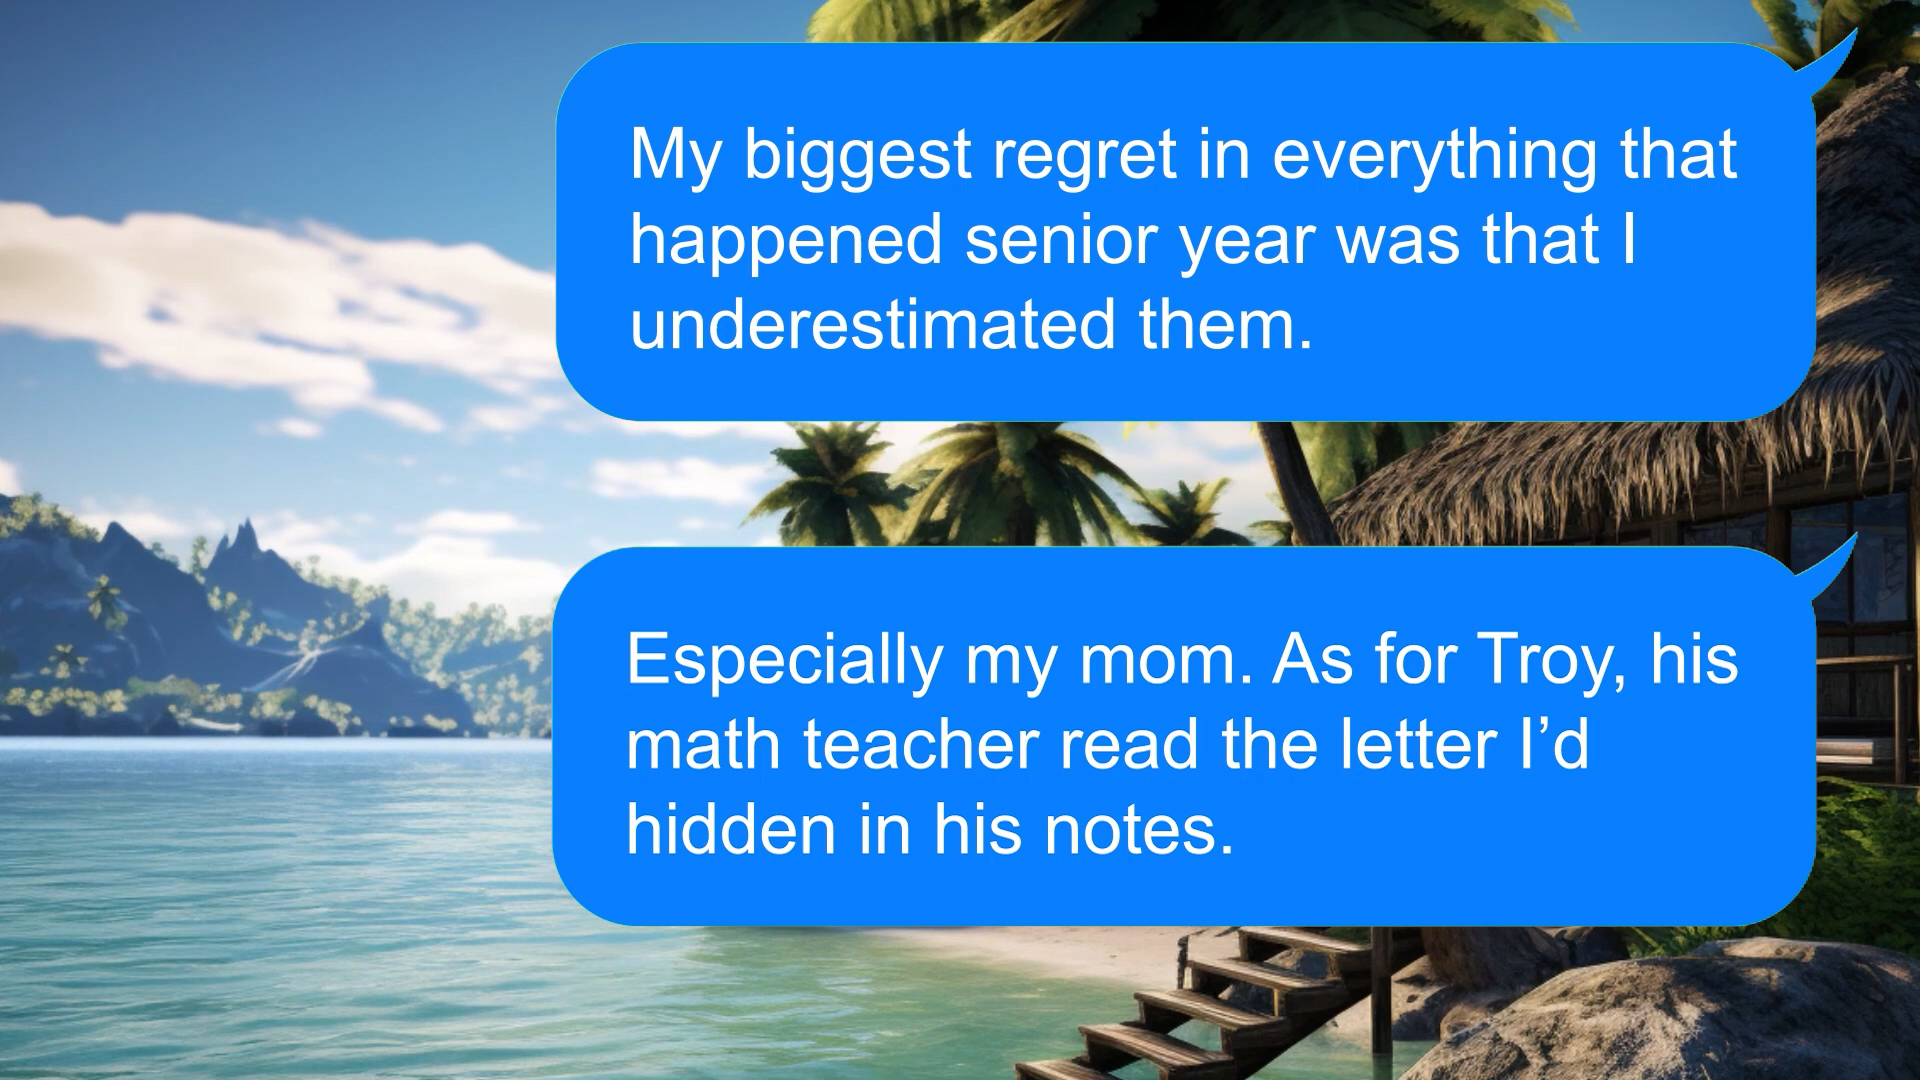 My biggest regret in everything that
happened senior year was that I
underestimated them.
Especially my mom. As for Troy, his
math teacher read the letter I’d
hidden in his notes.